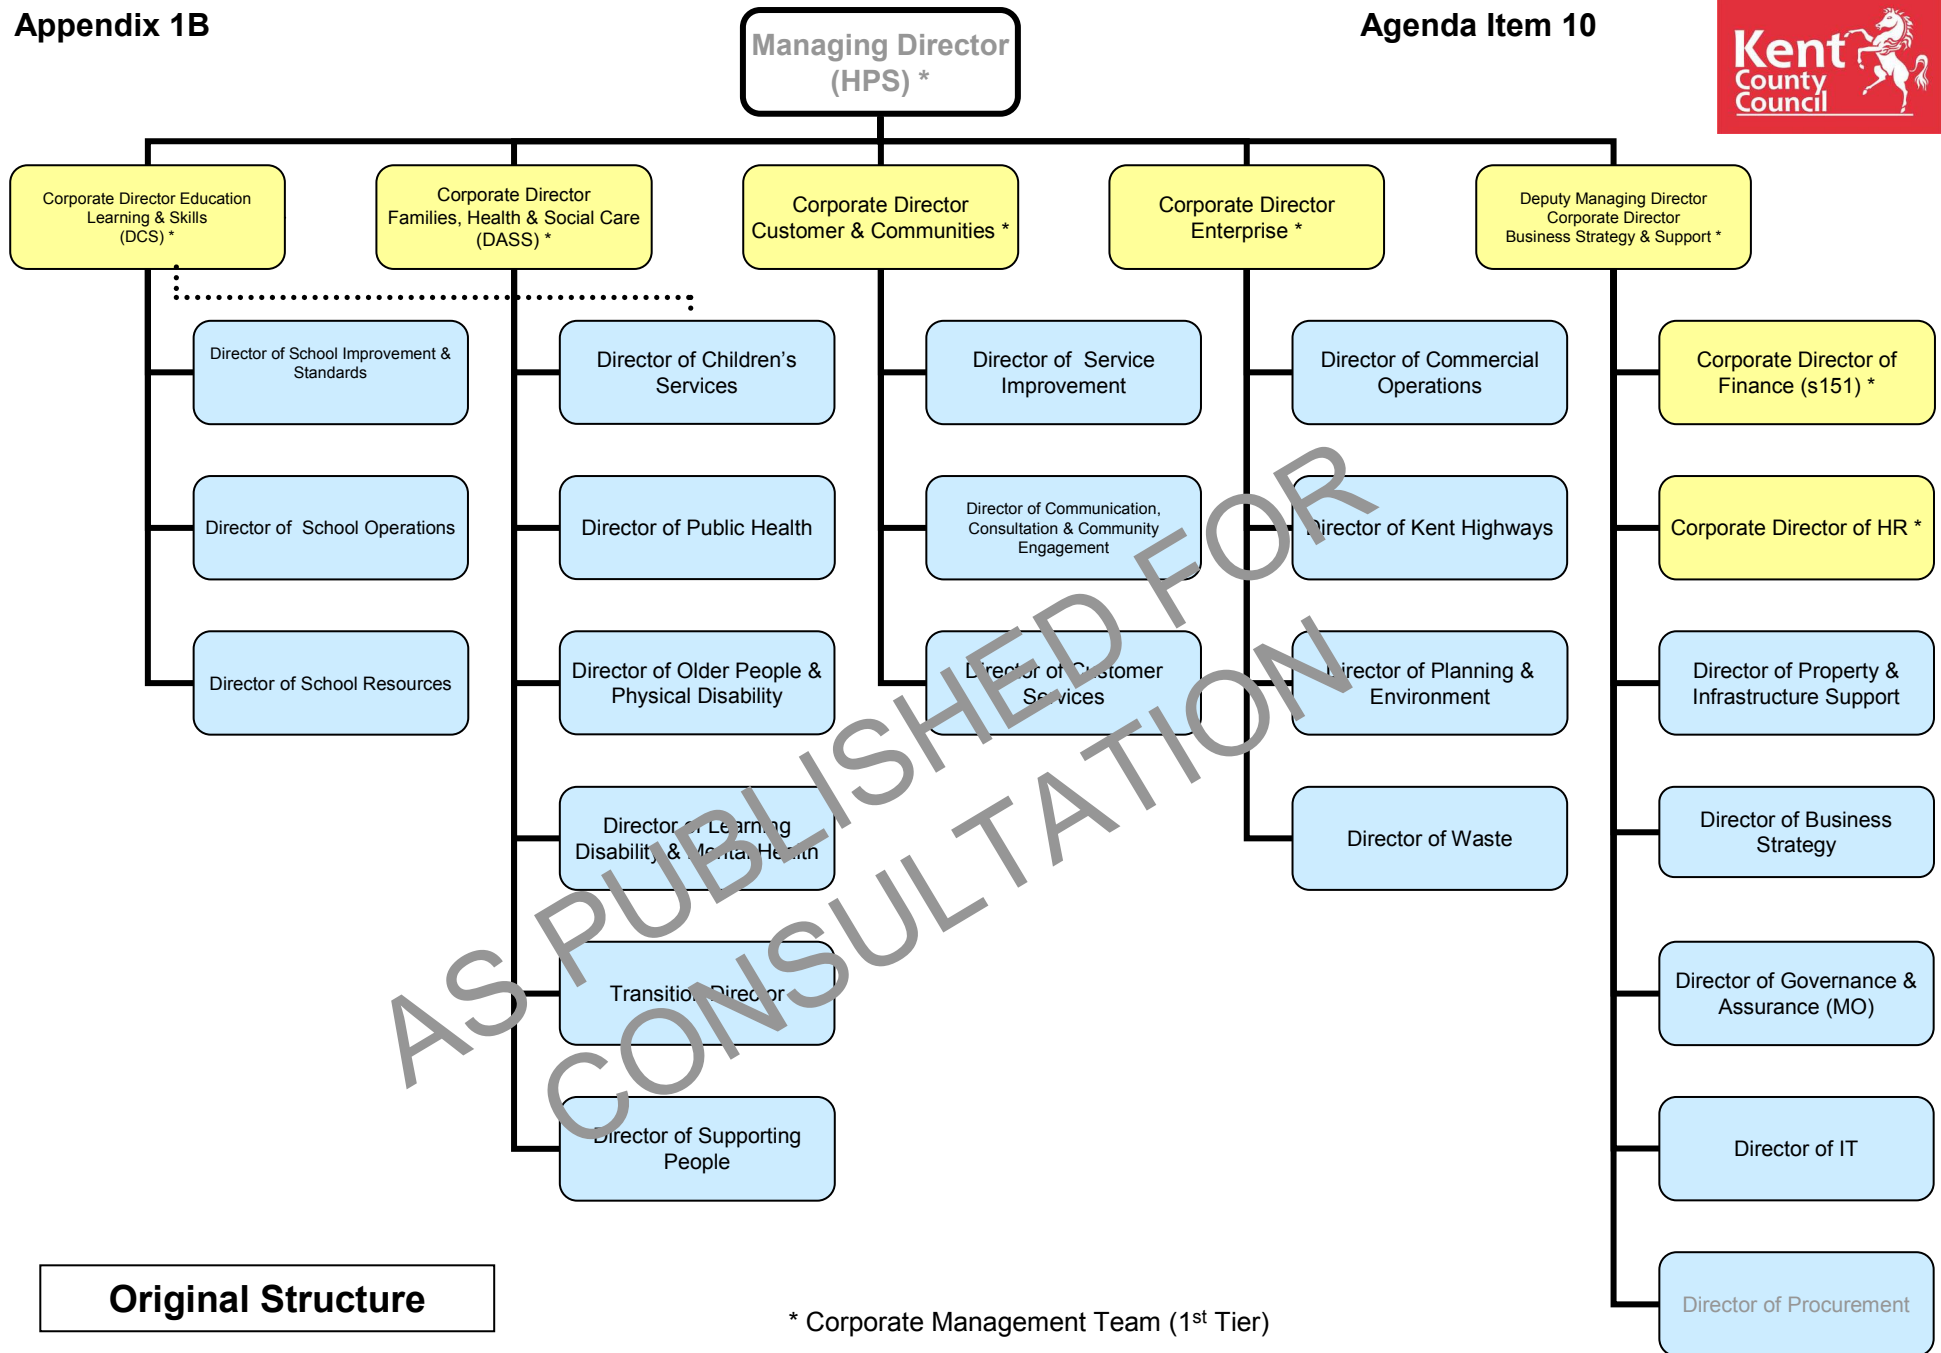 Appendix 1B
Managing Director
(HPS) *
Agenda Item 10
Kent
County
Council
Corporate Director Education
Learning & Skills
(DCS) *
Corporate Director
Families, Health & Social Care
(DASS) *
Corporate Director
Customer & Communities *
Corporate Director
Enterprise *
Deputy Managing Director
Corporate Director
Business Strategy & Support *
Director of School Improvement &
Standards
Director of Children's
Services
Director of Service
Improvement
Director of Commercial
Operations
Corporate Director of
Finance (s151) *
Director of School Operations
Director of Public Health
Director of Communication,
Consultation & Community
Engagement
Director of Kent Highways
Corporate Director of HR *
Director of School Resources
Director of Older People &
Physical Disability
Director of Customer
Services
Director of Planning &
Environment
Director of Property &
Infrastructure Support
Director of Learning
Disability & Mental Health
Director of Waste
Director of Business
Strategy
Transition Director
Director of Governance &
Assurance (MO)
Director of Supporting
People
Director of IT
Director of Procurement
AS PUBLISHED FOR
CONSULTATION
Original Structure
* Corporate Management Team (1st Tier)